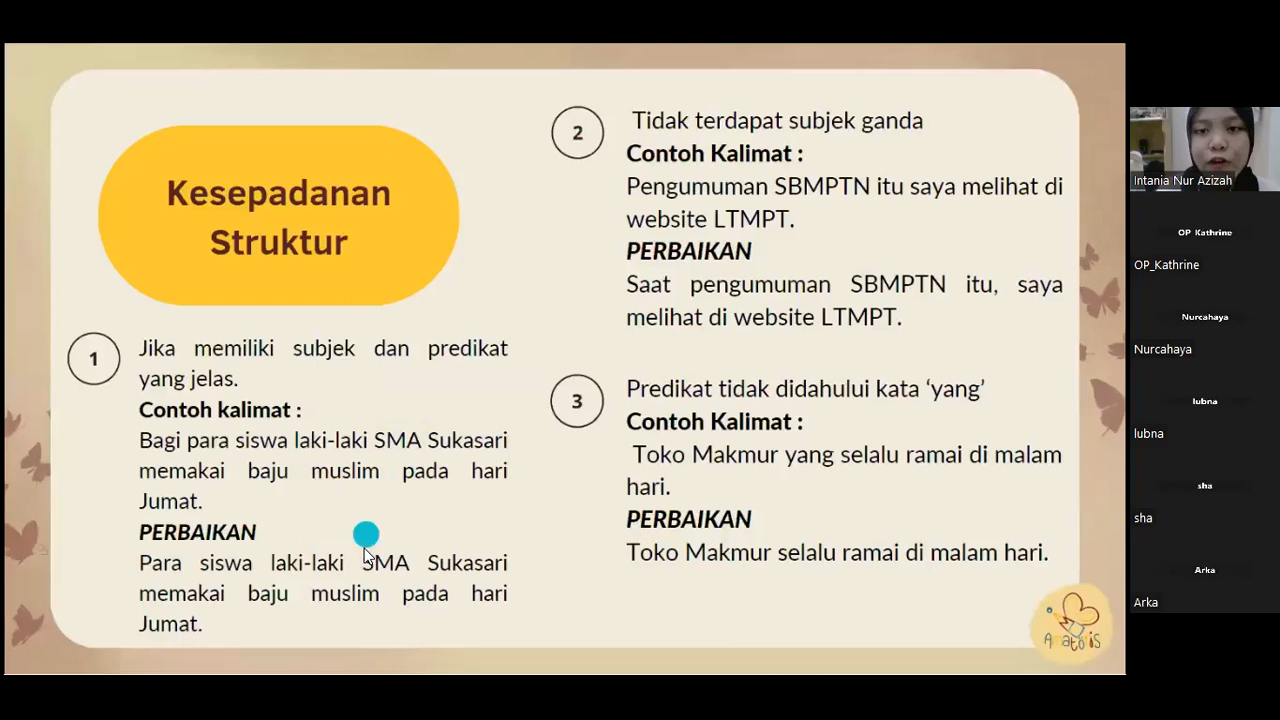 Kesepadanan
Struktur
1
Jika memiliki subjek dan predikat
yang jelas.
Contoh kalimat :
Bagi para siswa laki-laki SMA Sukasari
memakai baju muslim pada hari
Jumat.
PERBAIKAN
Para siswa laki-laki SMA Sukasari
memakai baju muslim pada hari
Jumat.
2
Tidak terdapat subjek ganda
Contoh Kalimat :
Pengumuman SBMPTN itu saya melihat di
website LTMPT.
PERBAIKAN
Saat pengumuman SBMPTN itu, saya
melihat di website LTMPT.
3
Predikat tidak didahului kata ‘yang’
Contoh Kalimat :
Toko Makmur yang selalu ramai di malam
hari.
PERBAIKAN
Toko Makmur selalu ramai di malam hari.
Intania Nur Azizah
OP Kathrine
OP_Kathrine
Nurcahaya
Nurcahaya
lubna
lubna
sha
sha
Arka
Arka